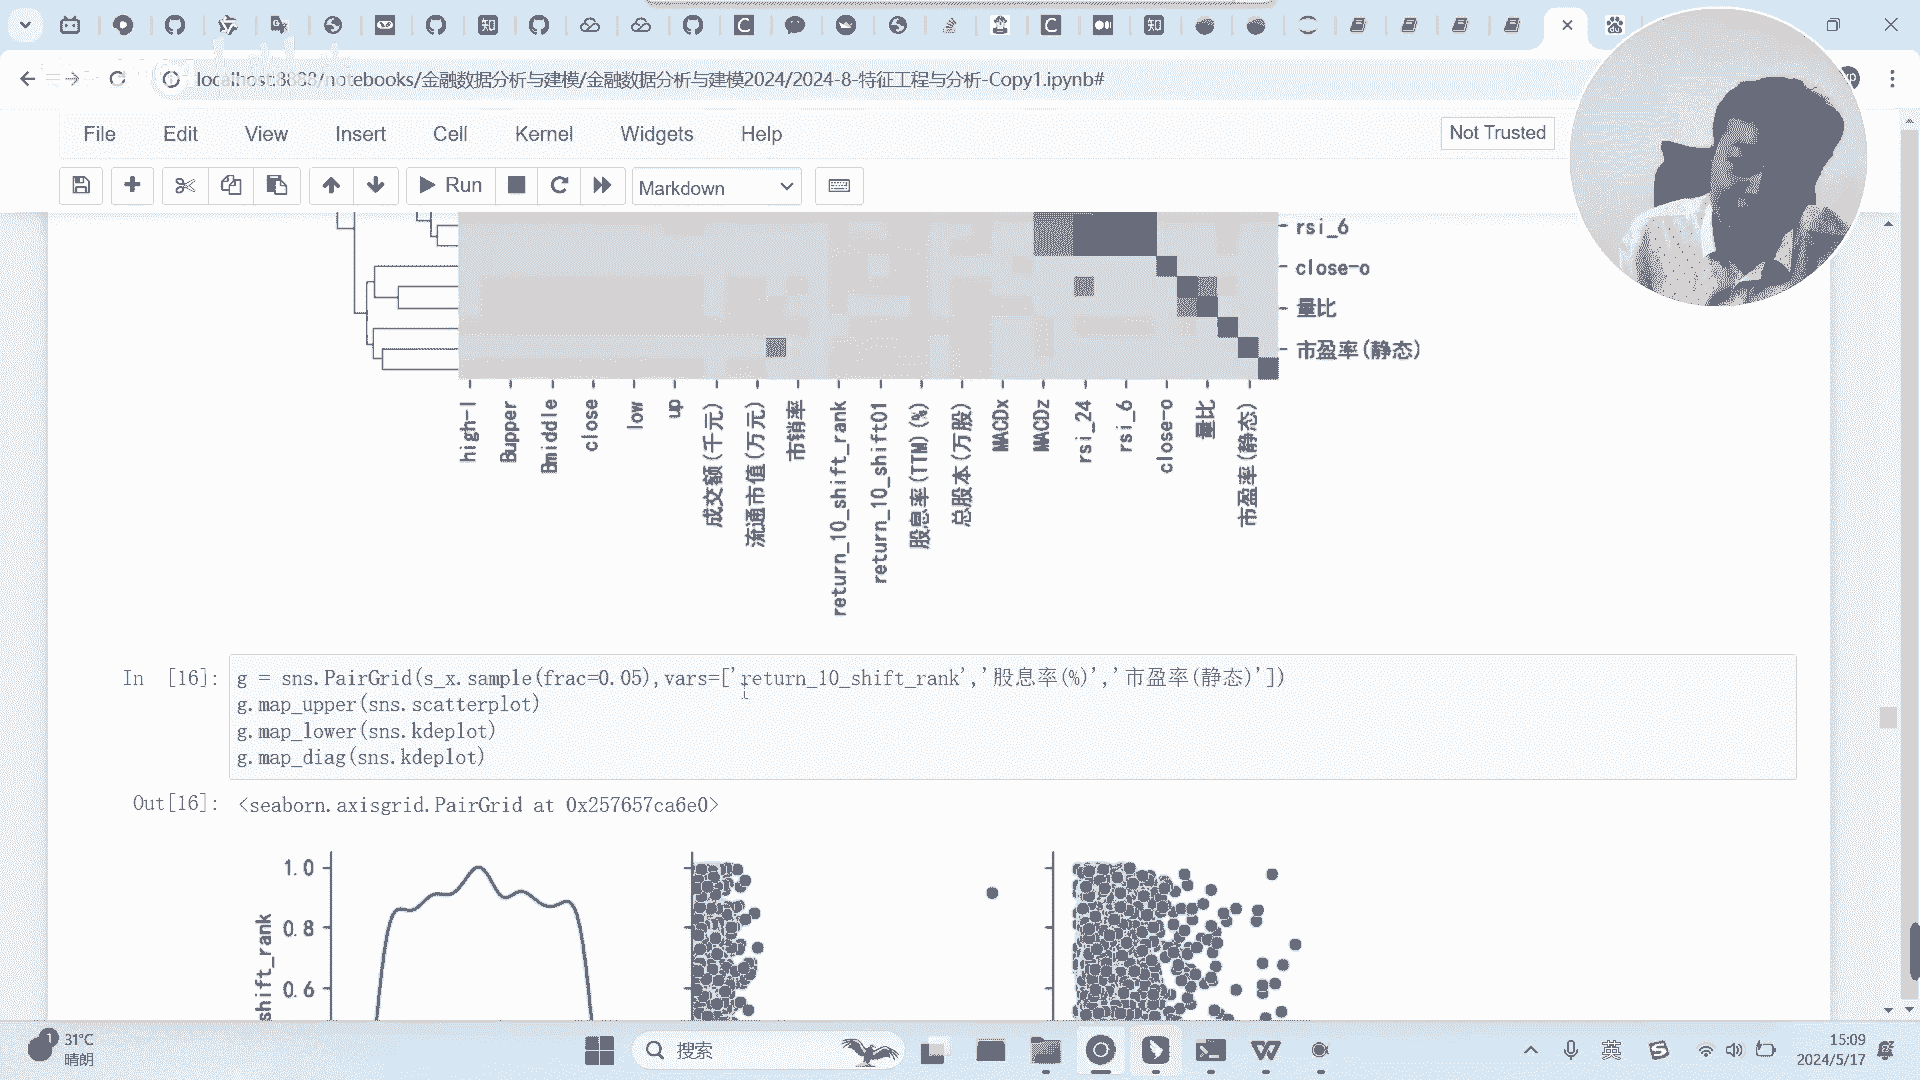 localhost:8888/notebooks/金融数据分析与建模/金融数据分析与建模2024/2024-8-特征工程与分析-Copy1.ipynb#
File Edit View Insert Cell Kernel Widgets Help
Not Trusted
Run
Markdown
rsi_6
close-o
量比
市盈率(静态)
high-l
Bupper
Bmiddle
close
low
up
成交额(千元)
流通市值(万元)
市销率
return_10_shift_rank
return_10_shift01
股息率(TTM)(%)
总股本(万股)
MACDx
MACDz
rsi_24
rsi_6
close-o
量比
市盈率(静态)
In [16]:
g = sns.PairGrid(s_x.sample(frac=0.05),vars=['return_10_shift_rank','股息率(%)','市盈率(静态)'])
g.map_upper(sns.scatterplot)
g.map_lower(sns.kdeplot)
g.map_diag(sns.kdeplot)
Out[16]: <seaborn.axisgrid.PairGrid at 0x257657ca6e0>
1.0
0.8
0.6
shift_rank
31°C
晴朗
搜索
英
15:09
2024/5/17